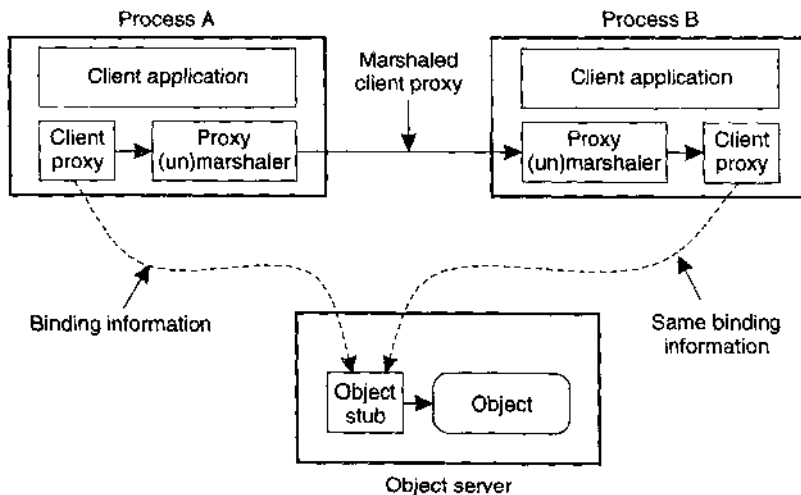 Process A
Process B
Client application
Marshaled
client proxy
Client application
Client
proxy
Proxy
(un)marshaler
Proxy
(un)marshaler
Client
proxy
Binding information
Same binding
information
Object
stub
Object
Object server